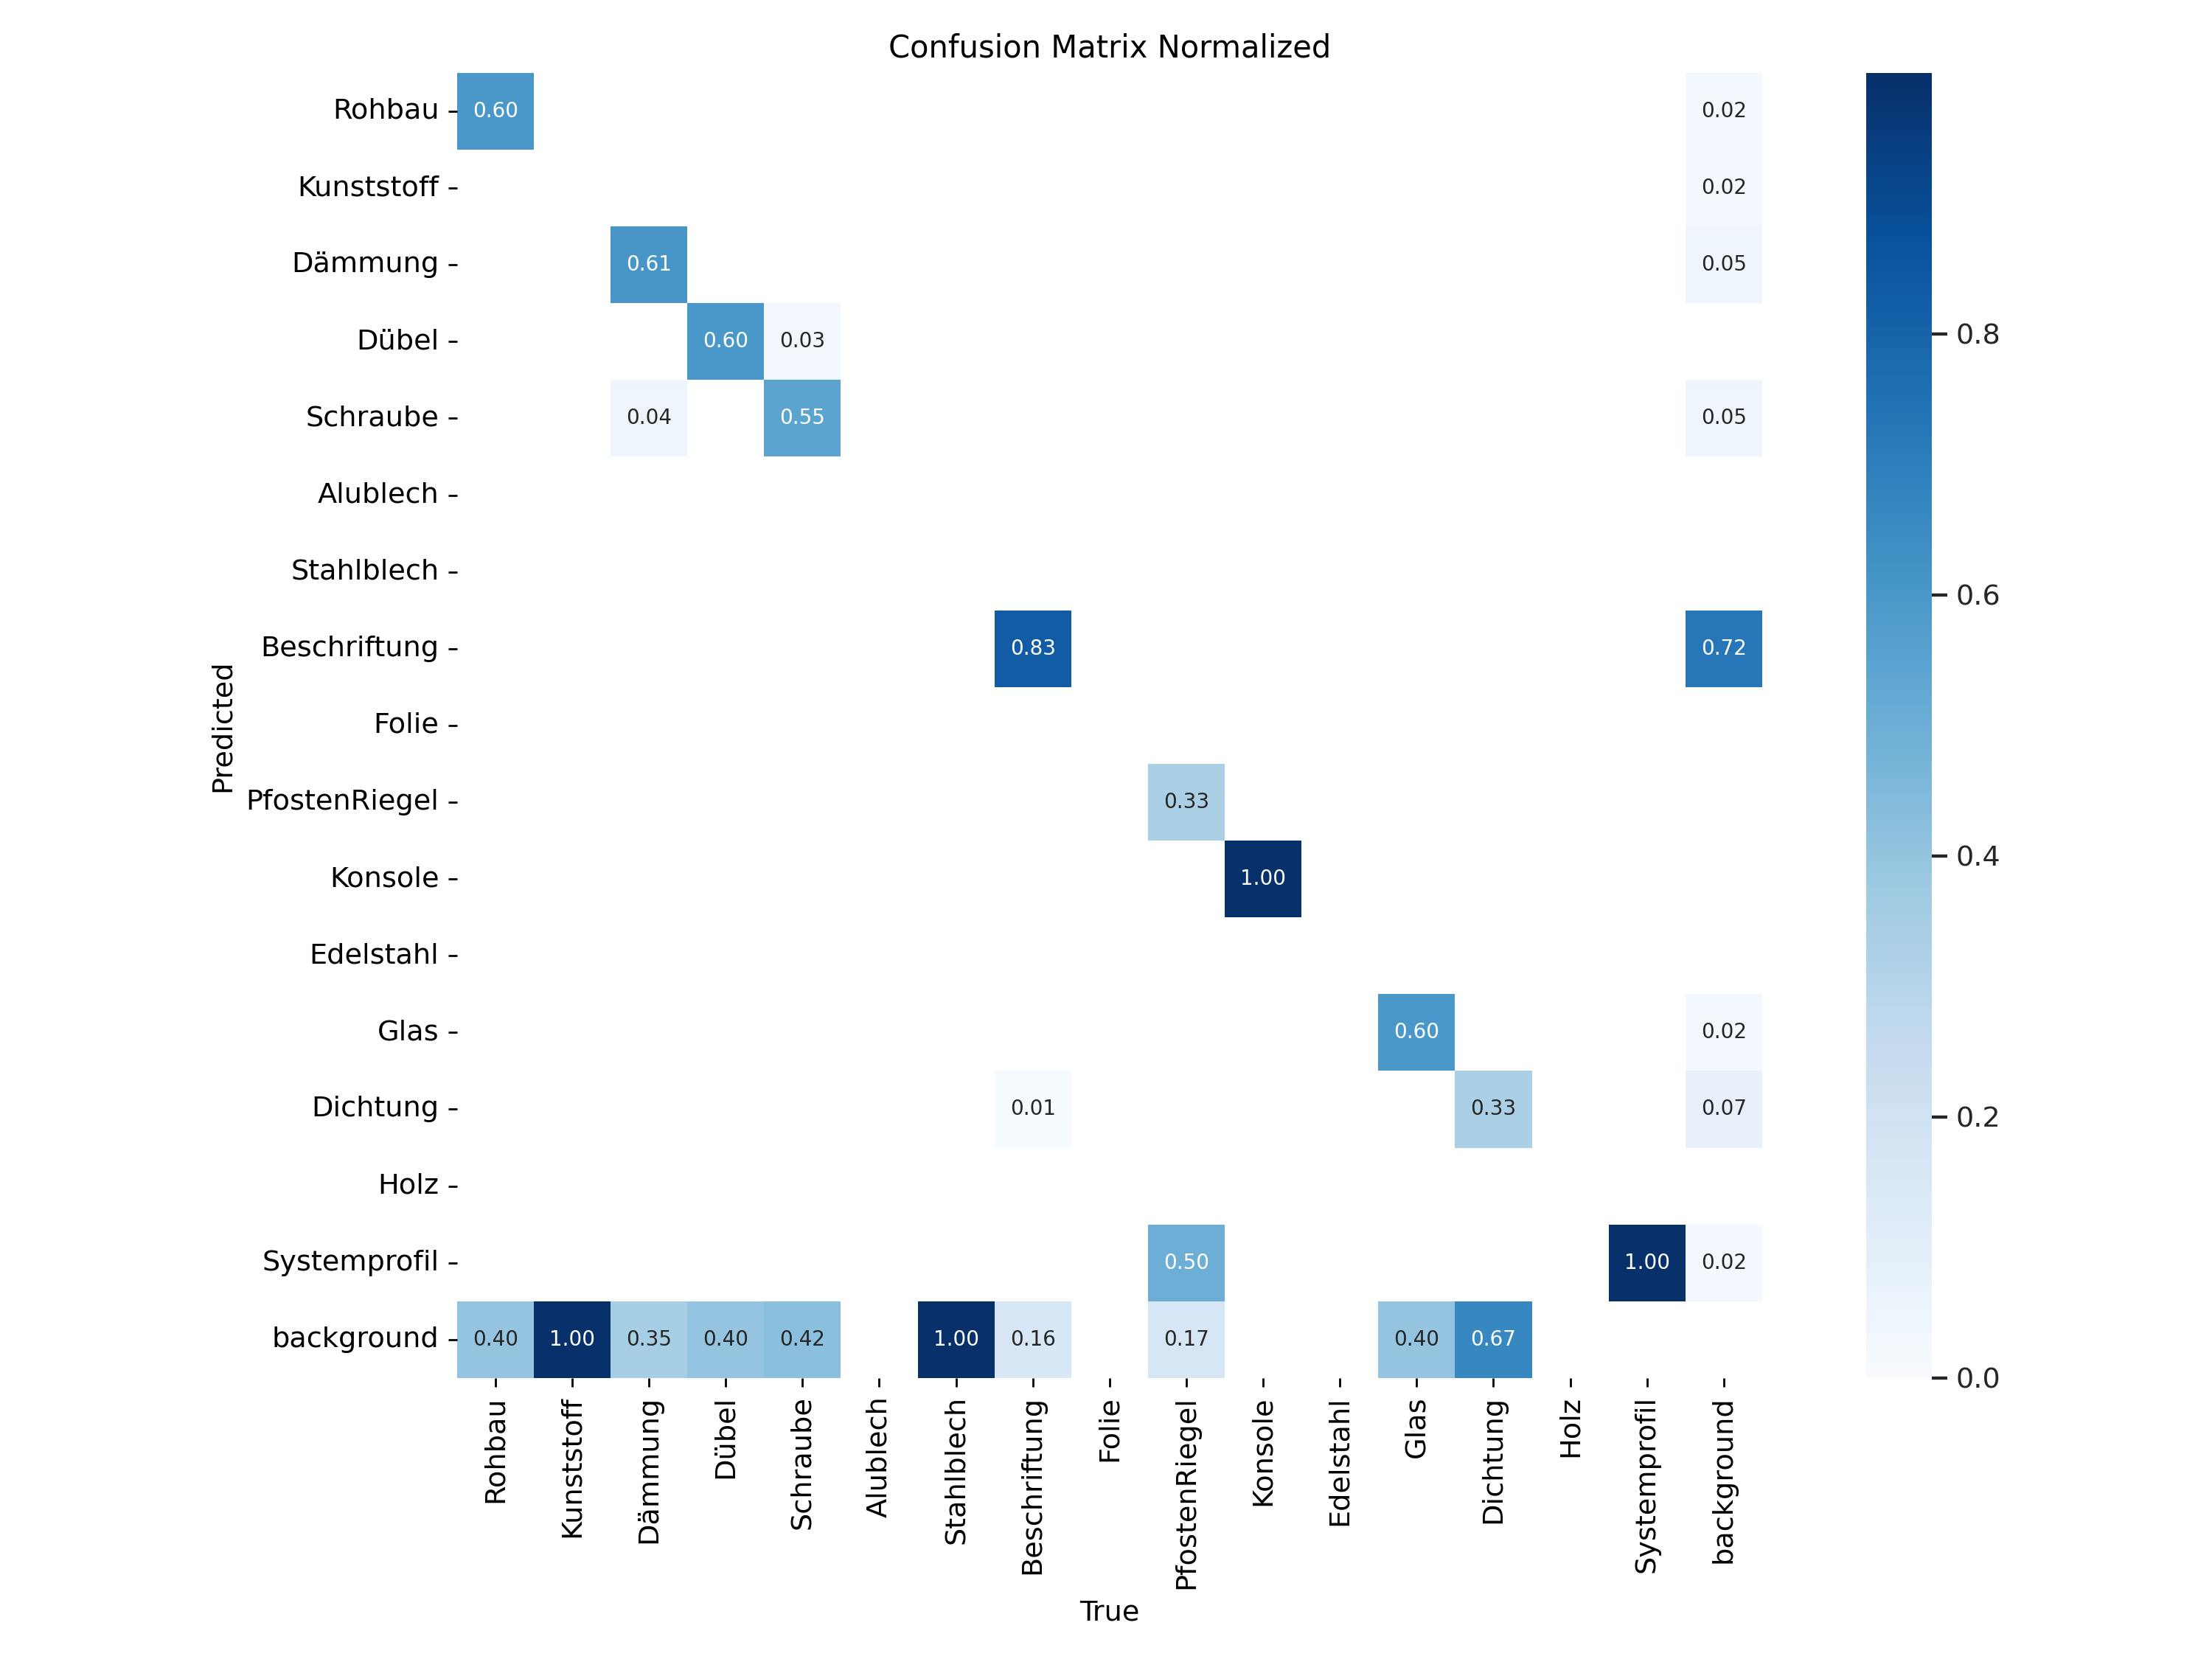 Confusion Matrix Normalized
Rohbau 0.60 0.02
Kunststoff 0.02
Dämmung 0.61 0.05
Dübel 0.60 0.03
Schraube 0.04 0.55 0.05
Alublech
Stahlblech
Beschriftung 0.83 0.72
Folie
PfostenRiegel 0.33
Konsole 1.00
Edelstahl
Glas 0.60 0.02
Dichtung 0.01 0.33 0.07
Holz
Systemprofil 0.50 1.00 0.02
background 0.40 1.00 0.35 0.40 0.42 1.00 0.16 0.17 0.40 0.67
Predicted
Rohbau
Kunststoff
Dämmung
Dübel
Schraube
Alublech
Stahlblech
Beschriftung
Folie
PfostenRiegel
Konsole
Edelstahl
Glas
Dichtung
Holz
Systemprofil
background
True
0.8
0.6
0.4
0.2
0.0